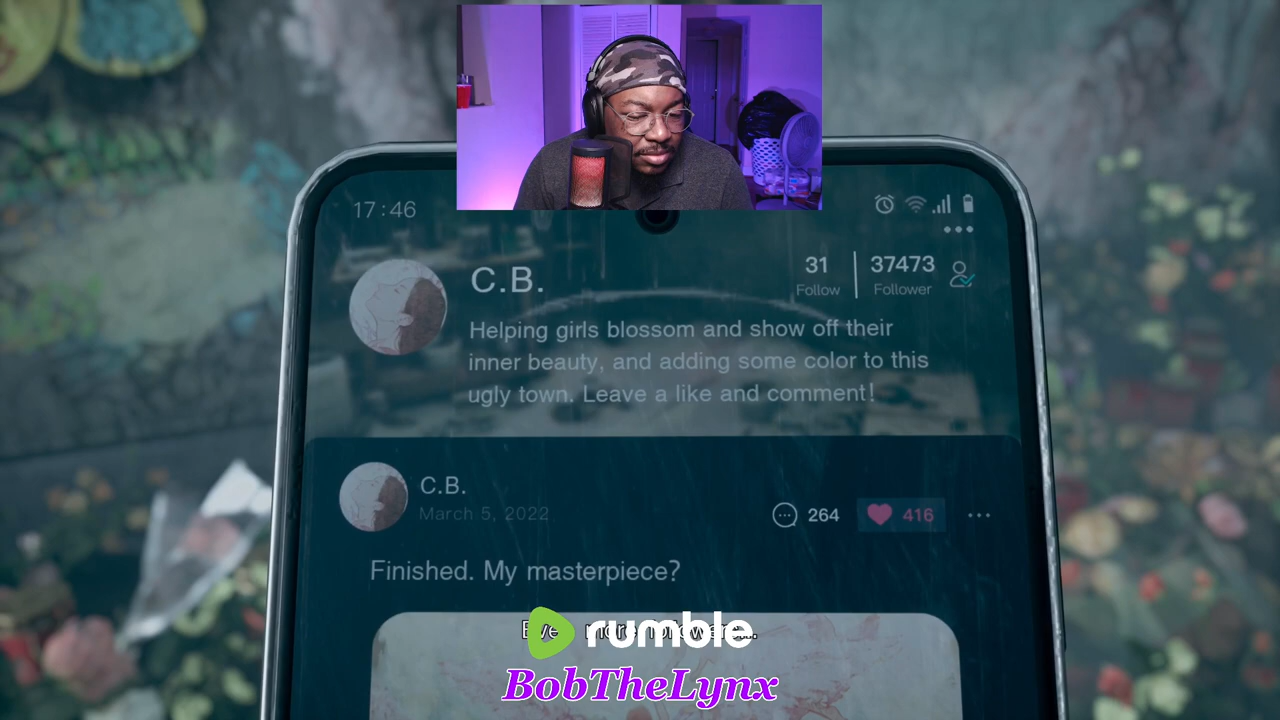 17:46
C.B.
31
Follow
37473
Follower
Helping girls blossom and show off their
inner beauty, and adding some color to this
ugly town. Leave a like and comment!
C.B.
March 5, 2022
264
416
Finished. My masterpiece?
rumble
BobTheLynx